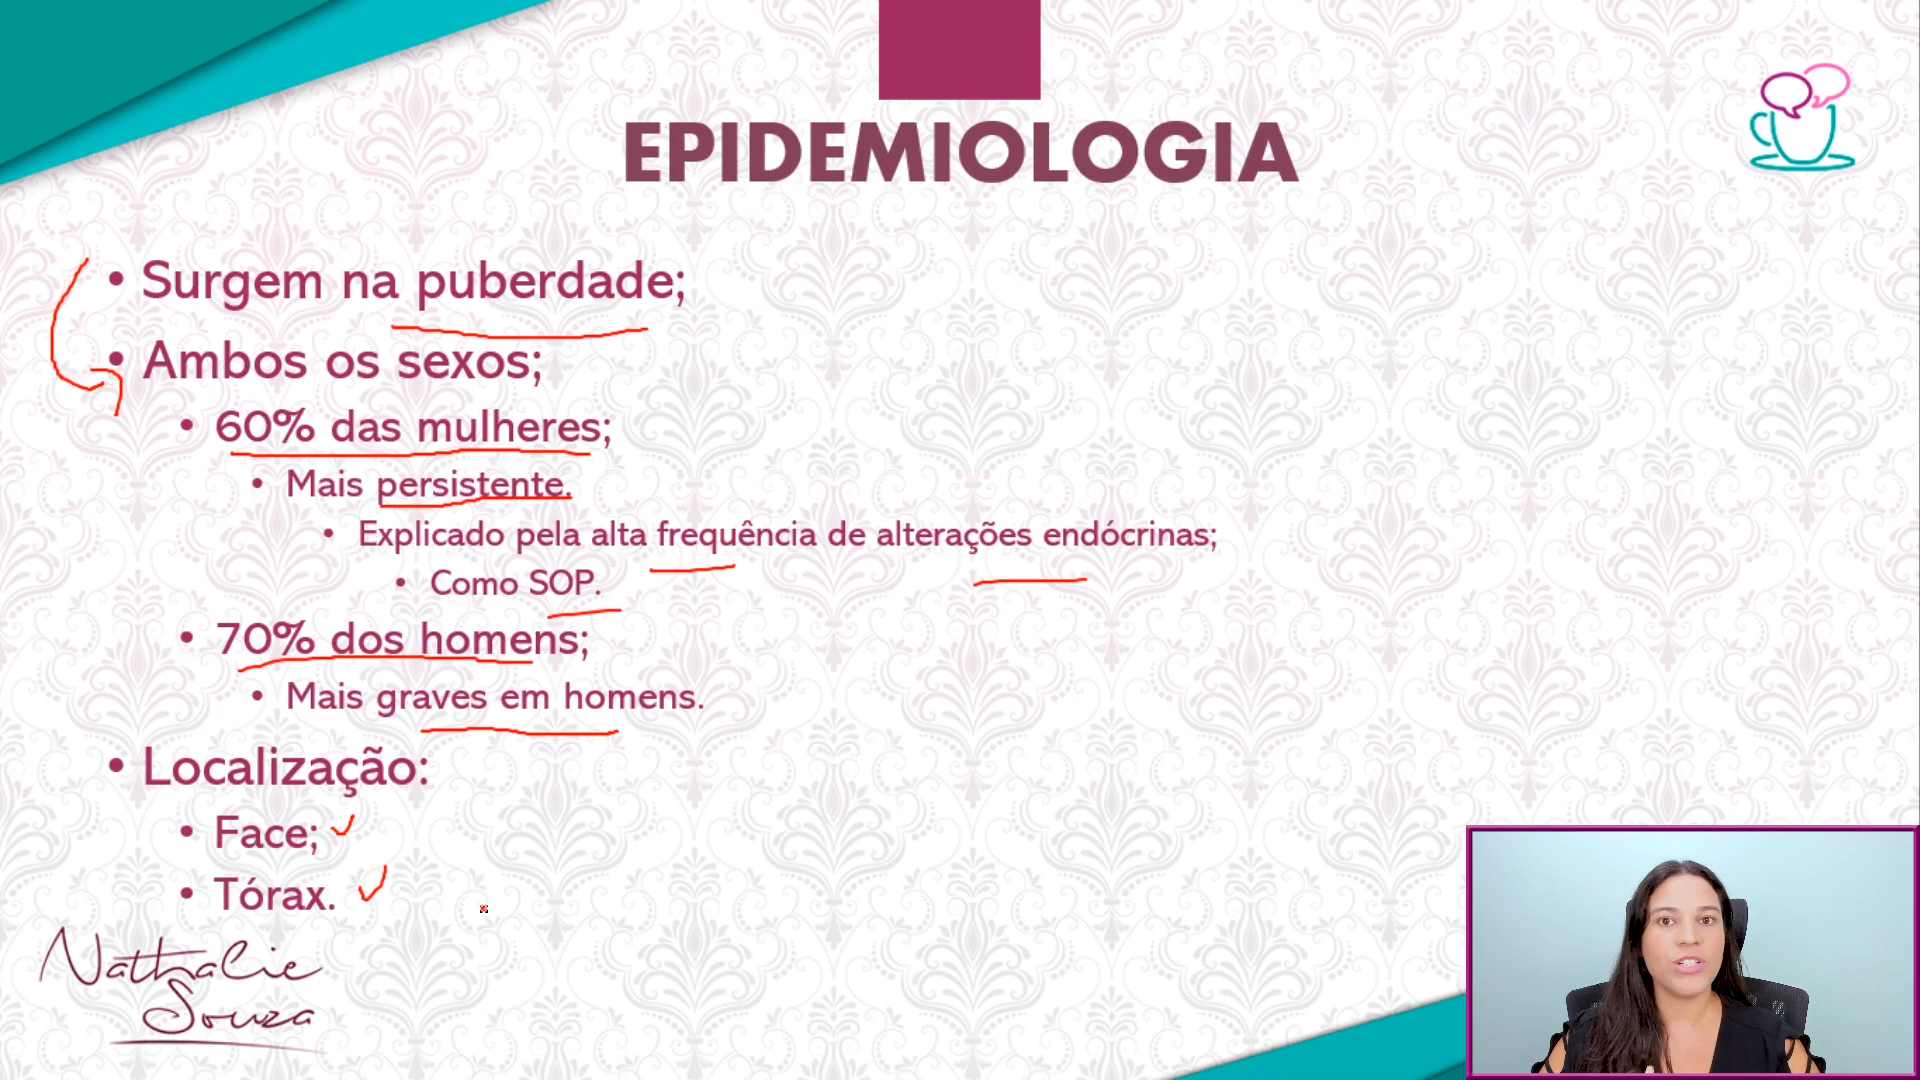 EPIDEMIOLOGIA
• Surgem na puberdade;
• Ambos os sexos;
• 60% das mulheres;
• Mais persistente.
• Explicado pela alta frequência de alterações endócrinas;
• Como SOP.
• 70% dos homens;
• Mais graves em homens.
• Localização:
• Face;
• Tórax.
Nathalie
Souza